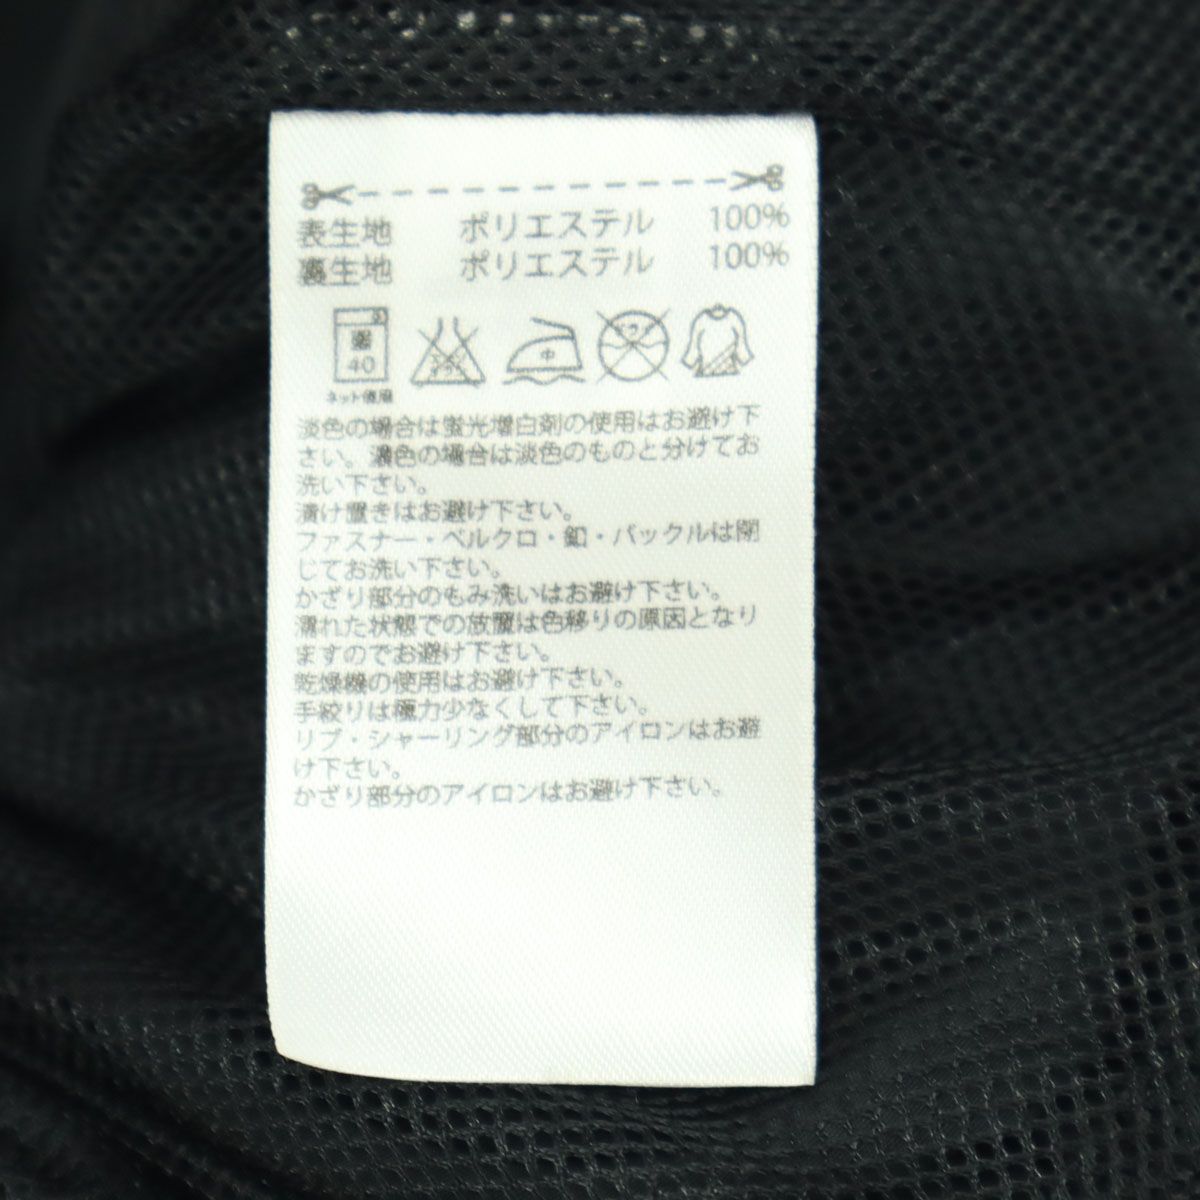 表生地 ポリエステル 100%
裏生地 ポリエステル 100%
弱 40 エンソサラシ 中 ドライ
ネット使用
淡色の場合は蛍光増白剤の使用はお避け下
さい。濃色の場合は淡色のものと分けてお
洗い下さい。
漬け置きはお避け下さい。
ファスナー・ベルクロ・釦・バックルは閉
じてお洗い下さい。
かざり部分のもみ洗いはお避け下さい。
濡れた状態での放置は色移りの原因となり
ますのでお避け下さい。
乾燥機の使用はお避け下さい。
手絞りは極力少なくして下さい。
リブ・シャーリング部分のアイロンはお避
け下さい。
かざり部分のアイロンはお避け下さい。